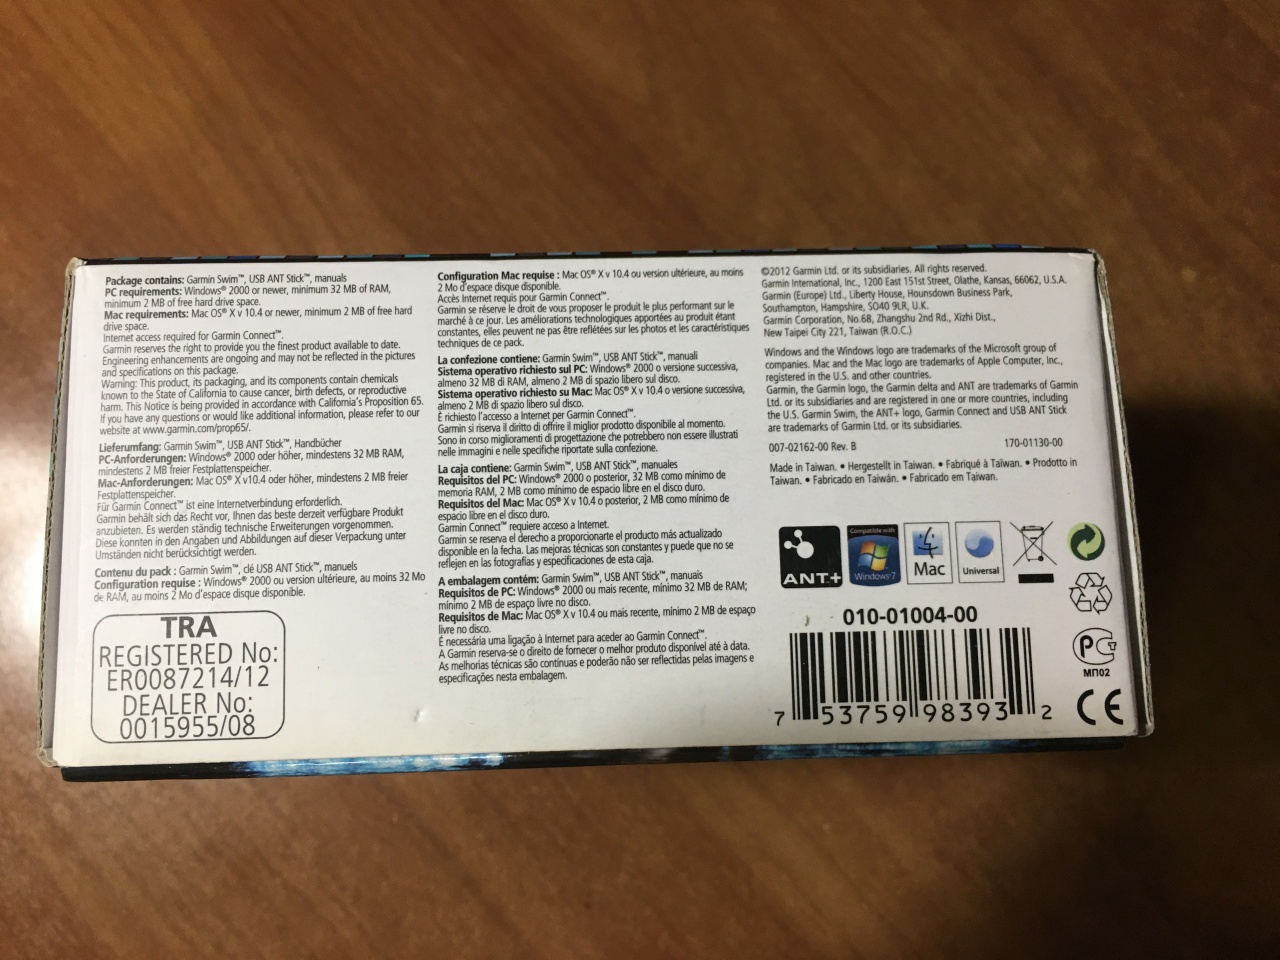 Package contains: Garmin Swim™, USB ANT Stick™, manuals
PC requirements: Windows® 2000 or newer, minimum 32 MB of RAM,
minimum 2 MB of free hard drive space.
Mac requirements: Mac OS® X v 10.4 or newer, minimum 2 MB of free hard
drive space.
Internet access required for Garmin Connect™.
Garmin reserves the right to provide you the finest product available to date.
Engineering enhancements are ongoing and may not be reflected in the pictures
and specifications on this package.
Warning: This product, its packaging, and its components contain chemicals
known to the State of California to cause cancer, birth defects, or reproductive
harm. This Notice is being provided in accordance with California's Proposition 65.
If you have any questions or would like additional information, please refer to our
website at www.garmin.com/prop65/.
Lieferumfang: Garmin Swim™, USB ANT Stick™, Handbücher
PC-Anforderungen: Windows® 2000 oder höher, mindestens 32 MB RAM,
mindestens 2 MB freier Festplattenspeicher.
Mac-Anforderungen: Mac OS® X v10.4 oder höher, mindestens 2 MB freier
Festplattenspeicher.
Für Garmin Connect™ ist eine Internetverbindung erforderlich.
Garmin behält sich das Recht vor, Ihnen das beste derzeit verfügbare Produkt
anzubieten. Es werden ständig technische Erweiterungen vorgenommen.
Diese konnten in den Angaben und Abbildungen auf dieser Verpackung unter
Umständen nicht berücksichtigt werden.
Contenu du pack : Garmin Swim™, clé USB ANT Stick™, manuels
Configuration requise : Windows® 2000 ou version ultérieure, au moins 32 Mo
de RAM, au moins 2 Mo d'espace disque disponible.
TRA
REGISTERED No:
ER0087214/12
DEALER No:
0015955/08
Configuration Mac requise : Mac OS® X v 10.4 ou version ultérieure, au moins
2 Mo d'espace disque disponible.
Accès Internet requis pour Garmin Connect™.
Garmin se réserve le droit de vous proposer le produit le plus performant sur le
marché à ce jour. Les améliorations technologiques apportées au produit étant
constantes, elles peuvent ne pas être reflétées sur les photos et les caractéristiques
techniques de ce pack.
La confezione contiene: Garmin Swim™, USB ANT Stick™, manuali
Sistema operativo richiesto sul PC: Windows® 2000 o versione successiva,
almeno 32 MB di RAM, almeno 2 MB di spazio libero sul disco.
Sistema operativo richiesto su Mac: Mac OS® X v 10.4 o versione successiva,
almeno 2 MB di spazio libero sul disco.
È richiesto l'accesso a Internet per Garmin Connect™.
Garmin si riserva il diritto di offrire il miglior prodotto disponibile al momento.
Sono in corso miglioramenti di progettazione che potrebbero non essere illustrati
nelle immagini e nelle specifiche riportate sulla confezione.
La caja contiene: Garmin Swim™, USB ANT Stick™, manuales
Requisitos del PC: Windows® 2000 o posterior, 32 MB como mínimo de
memoria RAM, 2 MB como mínimo de espacio libre en el disco duro.
Requisitos del Mac: Mac OS® X v 10.4 o posterior, 2 MB como mínimo de
espacio libre en el disco duro.
Garmin Connect™ requiere acceso a Internet.
Garmin se reserva el derecho a proporcionarte el producto más actualizado
disponible en la fecha. Las mejoras técnicas son constantes y puede que no se
reflejen en las fotografías y especificaciones de esta caja.
A embalagem contém: Garmin Swim™, USB ANT Stick™, manuais
Requisitos de PC: Windows® 2000 ou mais recente, mínimo 32 MB de RAM;
mínimo 2 MB de espaço livre no disco.
Requisitos de Mac: Mac OS® X v 10.4 ou mais recente, mínimo 2 MB de espaço
livre no disco.
É necessária uma ligação à Internet para aceder ao Garmin Connect™.
A Garmin reserva-se o direito de fornecer o melhor produto disponível até à data.
As melhorias técnicas são contínuas e poderão não ser reflectidas pelas imagens e
especificações nesta embalagem.
©2012 Garmin Ltd. or its subsidiaries. All rights reserved.
Garmin International, Inc., 1200 East 151st Street, Olathe, Kansas, 66062, U.S.A.
Garmin (Europe) Ltd., Liberty House, Hounsdown Business Park,
Southampton, Hampshire, SO40 9LR, U.K.
Garmin Corporation, No.68, Zhangshu 2nd Rd., Xizhi Dist.,
New Taipei City 221, Taiwan (R.O.C.)
Windows and the Windows logo are trademarks of the Microsoft group of
companies. Mac and the Mac logo are trademarks of Apple Computer, Inc.,
registered in the U.S. and other countries.
Garmin, the Garmin logo, the Garmin delta and ANT are trademarks of Garmin
Ltd. or its subsidiaries and are registered in one or more countries, including
the U.S. Garmin Swim, the ANT+ logo, Garmin Connect and USB ANT Stick
are trademarks of Garmin Ltd. or its subsidiaries.
007-02162-00 Rev. B 170-01130-00
Made in Taiwan. • Hergestellt in Taiwan. • Fabriqué à Taïwan. • Prodotto in
Taiwan. • Fabricado en Taiwán. • Fabricado em Taiwan.
ANT+
Compatible with
Windows 7
Mac
Universal
010-01004-00
7 53759 98393 2
МП02
CE